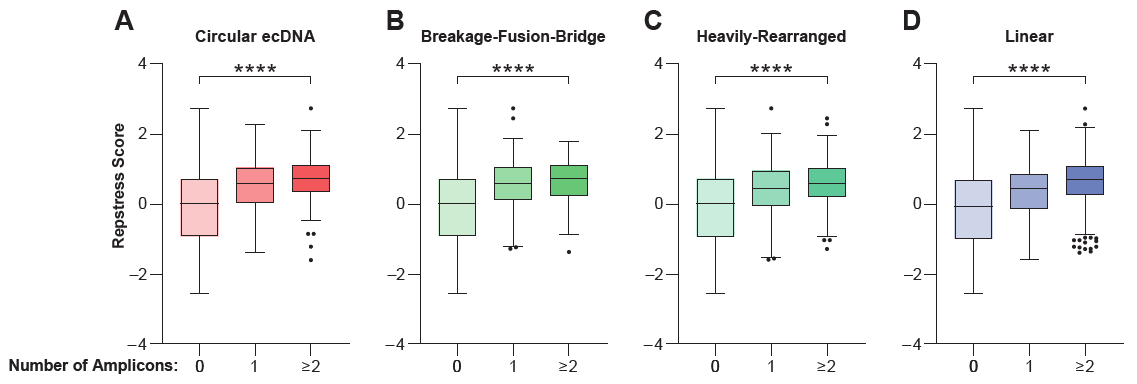 A B C D
Circular ecDNA Breakage-Fusion-Bridge Heavily-Rearranged Linear
4 4 4 4
**** **** **** ****
2 2 2 2
Repstress Score
0 0 0 0
–2 –2 –2 –2
–4 –4 –4 –4
Number of Amplicons: 0 1 ≥2 0 1 ≥2 0 1 ≥2 0 1 ≥2